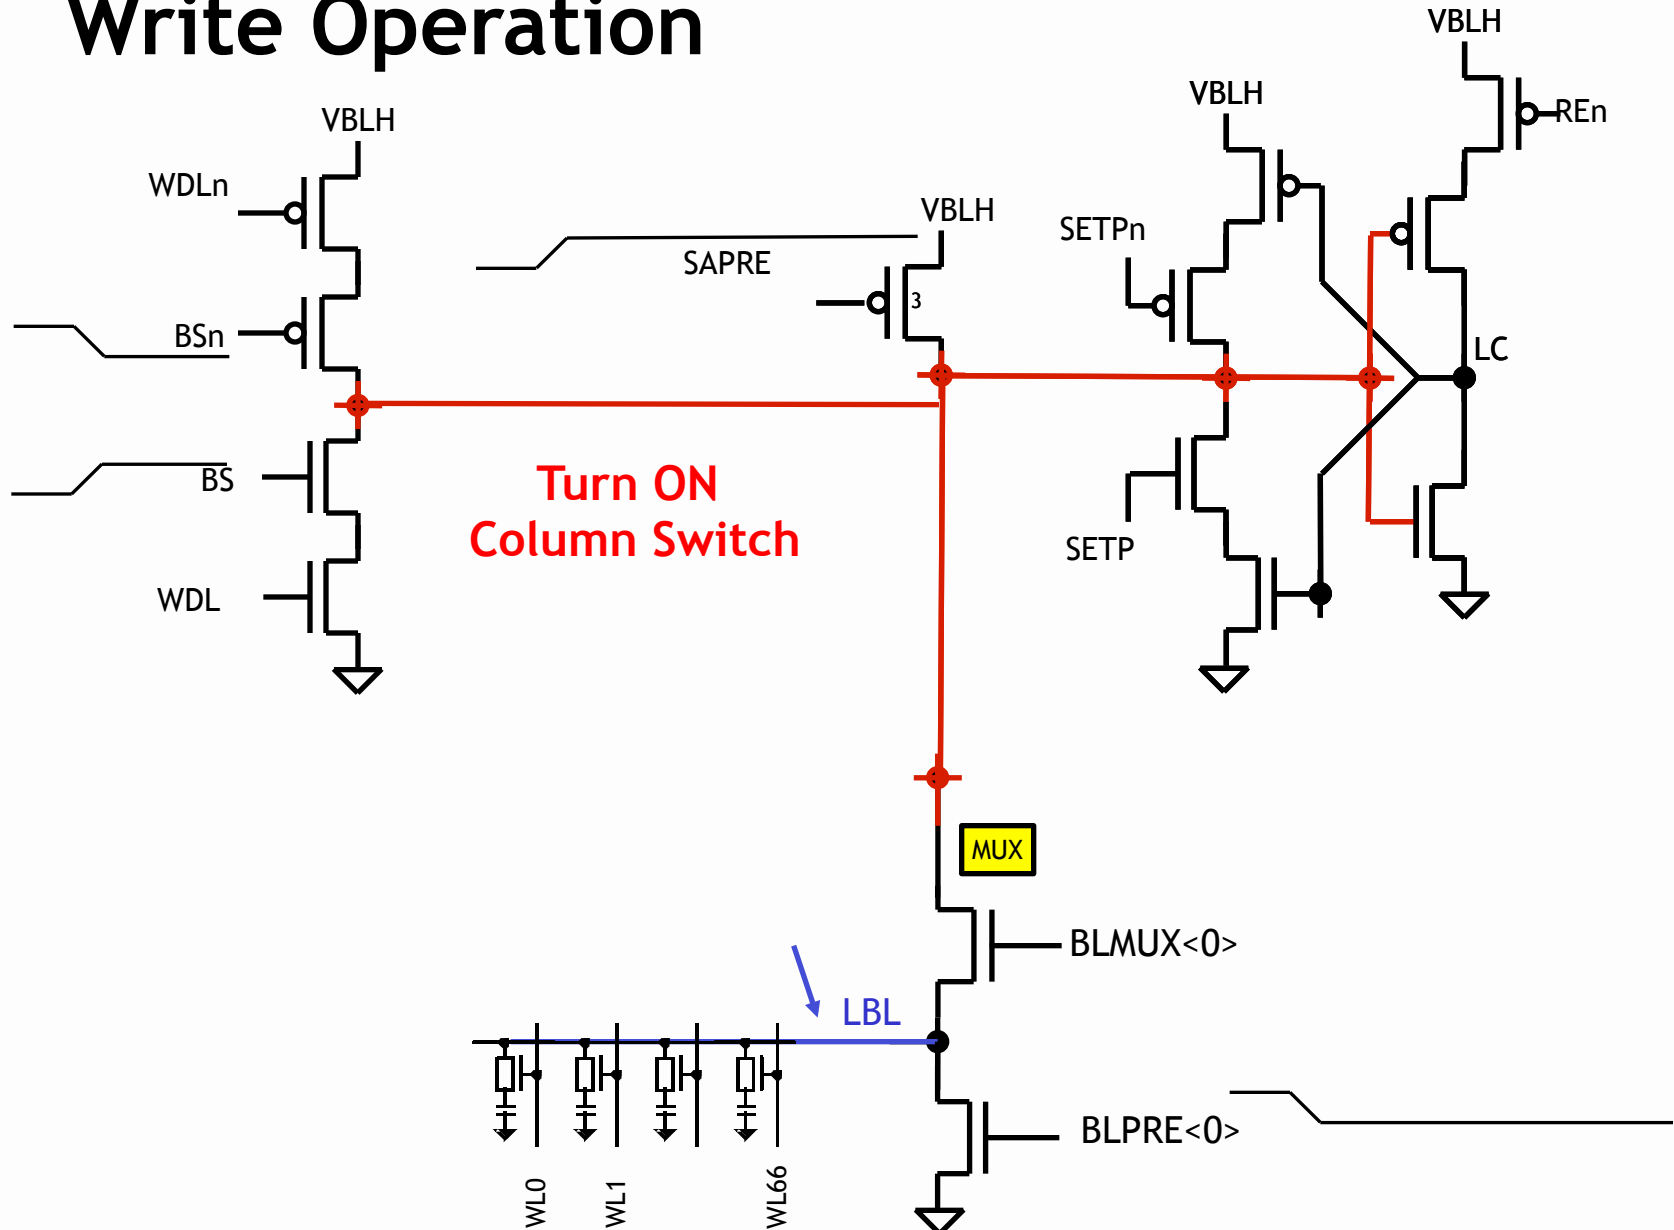 Write Operation
VBLH
VBLH
REn
VBLH
WDLn
VBLH
SETPn
SAPRE
3
BSn
LC
BS
Turn ON
Column Switch
SETP
WDL
MUX
BLMUX<0>
LBL
BLPRE<0>
WL0
WL1
WL66